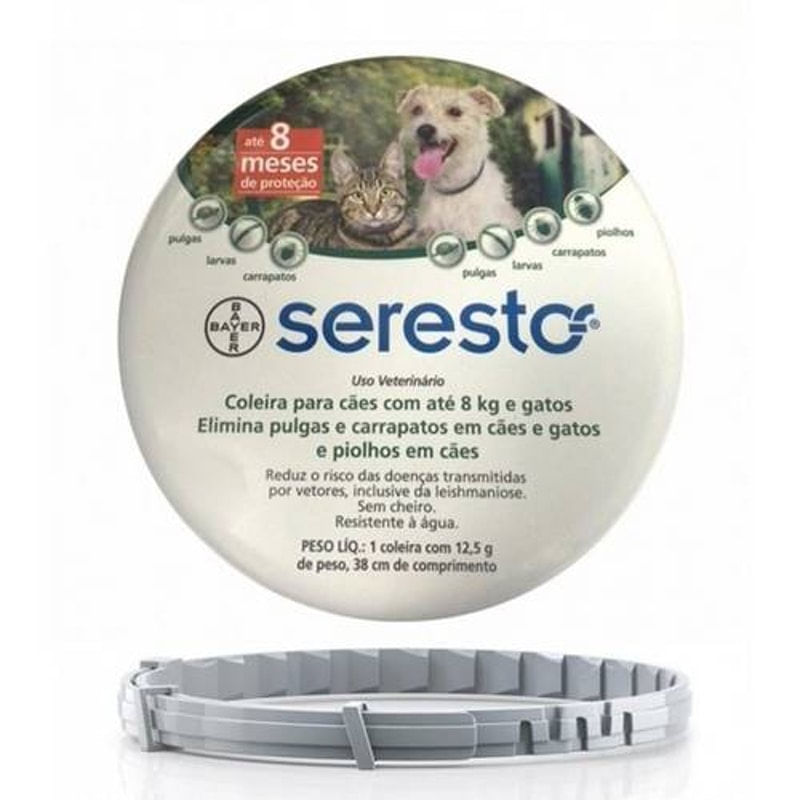 até 8
meses
de proteção
pulgas
larvas
carrapatos
pulgas
larvas
carrapatos
piolhos
BAYER
BAYER
seresto®
Uso Veterinário
Coleira para cães com até 8 kg e gatos
Elimina pulgas e carrapatos em cães e gatos
e piolhos em cães
Reduz o risco das doenças transmitidas
por vetores, inclusive da leishmaniose.
Sem cheiro.
Resistente à água.
PESO LÍQ.: 1 coleira com 12,5 g
de peso, 38 cm de comprimento